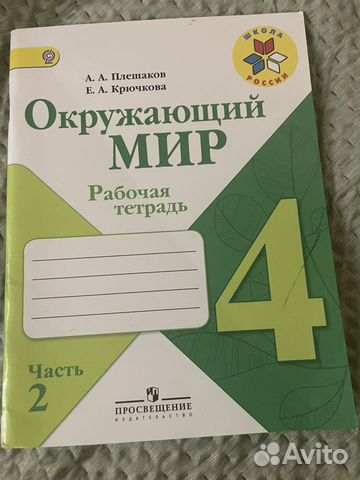 ШКОЛА
РОССИИ
А. А. Плешаков
Е. А. Крючкова
Окружающий
МИР
Рабочая
тетрадь
4
Часть
2
ПРОСВЕЩЕНИЕ
ИЗДАТЕЛЬСТВО
Avito